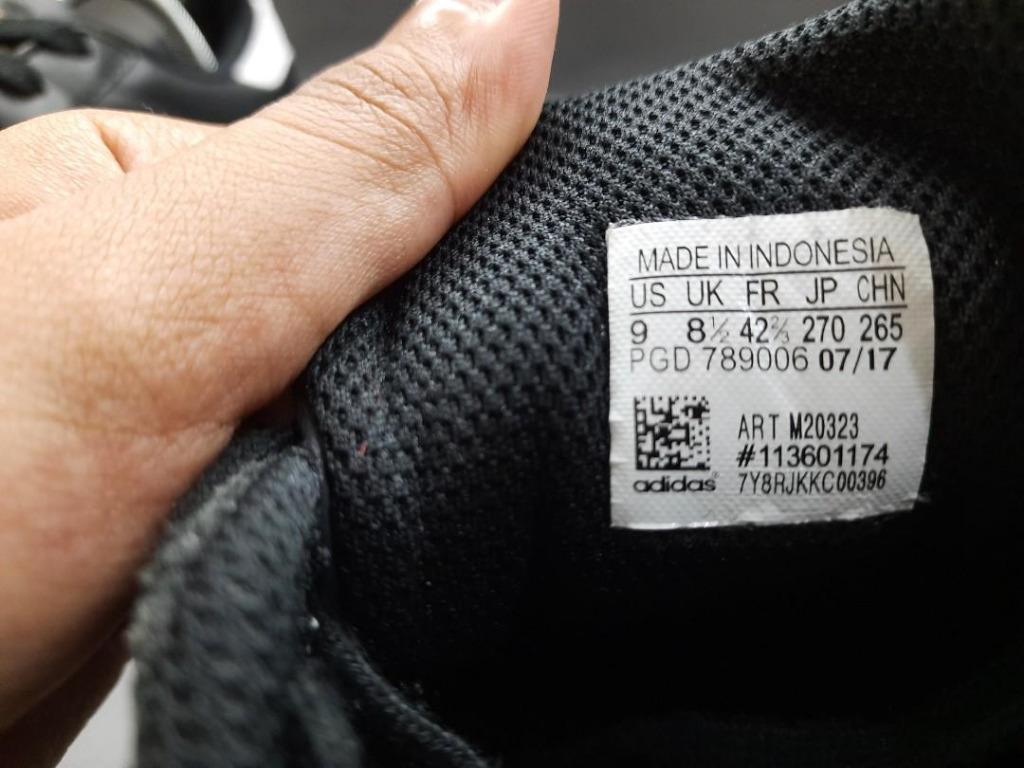 MADE IN INDONESIA
US UK FR JP CHN
9 8½ 42⅔ 270 265
PGD 789006 07/17
ART M20323
#113601174
adidas 7Y8RJKKC00396